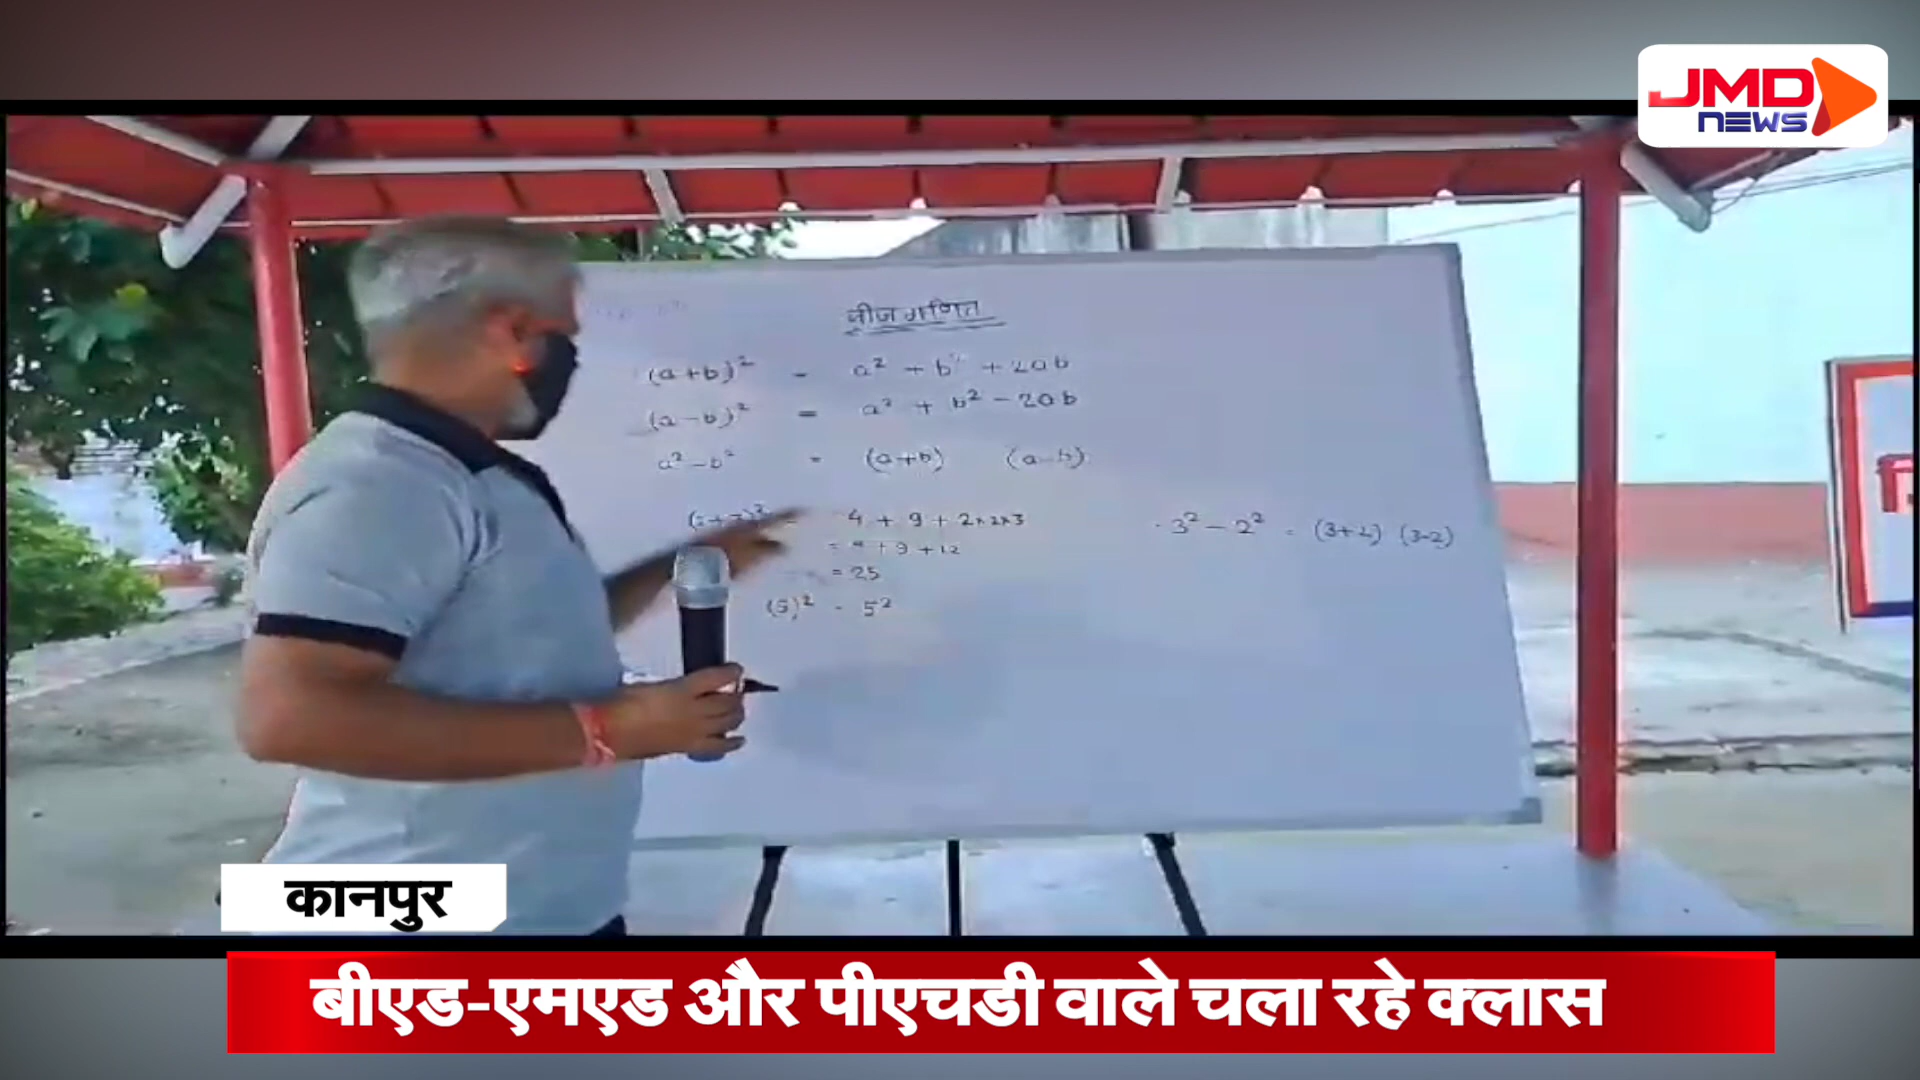 JMD
NEWS
बीजगणित
(a+b)² = a² + b² + 2ab
(a-b)² = a² + b² - 2ab
a² - b² = (a+b) (a-b)
4 + 9 + 2×2×3
3² - 2² = (3+2) (3-2)
= 4 + 9 + 12
= 25
(5)² = 5²
कानपुर
बीएड-एमएड और पीएचडी वाले चला रहे क्लास